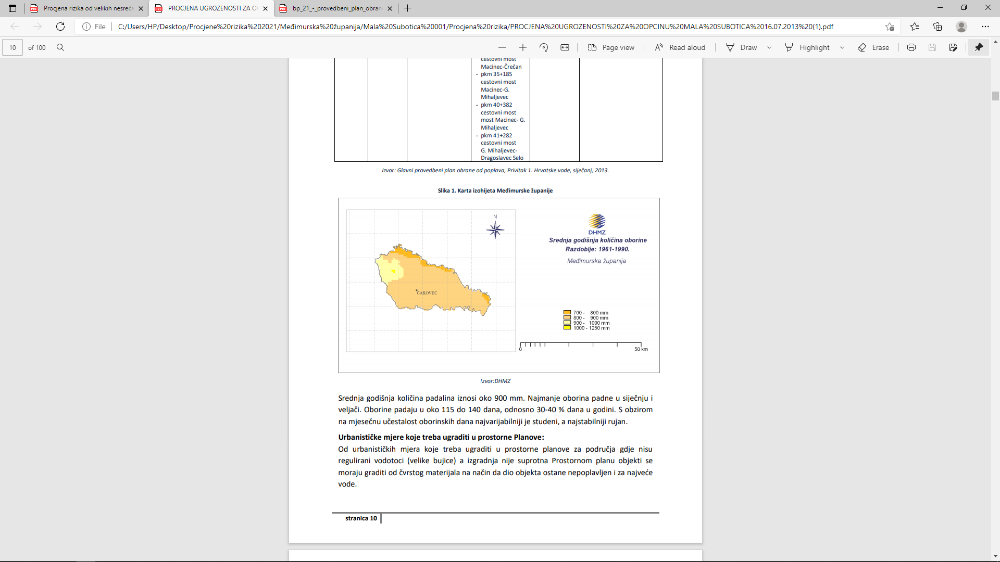 Procjena rizika od velikih nesreća
PROCJENA UGROZENOSTI ZA O
bp_21_-_provedbeni_plan_obran
File
C:/Users/HP/Desktop/Procjene%20rizika%202021/Međimurska%20županija/Mala%20Subotica%20001/Procjena%20rizika/PROCJENA%20UGROZENOSTI%20ZA%20OPCINU%20MALA%20SUBOTICA%2016.07.2013%20(1).pdf
10 of 100
Page view
Read aloud
Draw
Highlight
Erase
cestovni most
Macinec-Črečan
- pkm 35+185
cestovni most
Macinec-G.
Mihaljevec
- pkm 40+382
cestovni most
most Macinec- G.
Mihaljevec
- pkm 41+282
cestovni most
G. Mihaljevec-
Dragoslavec Selo
Izvor: Glavni provedbeni plan obrane od poplava, Privitak 1. Hrvatske vode, siječanj, 2013.
Slika 1. Karta izohijeta Međimurske županije
N
ČAKOVEC
DHMZ
Srednja godišnja količina oborine
Razdoblje: 1961-1990.
Međimurska županija
700 - 800 mm
800 - 900 mm
900 - 1000 mm
1000 - 1250 mm
0 50 km
Izvor:DHMZ
Srednja godišnja količina padalina iznosi oko 900 mm. Najmanje oborina padne u siječnju i
veljači. Oborine padaju u oko 115 do 140 dana, odnosno 30-40 % dana u godini. S obzirom
na mjesečnu učestalost oborinskih dana najvarijabilniji je studeni, a najstabilniji rujan.
Urbanističke mjere koje treba ugraditi u prostorne Planove:
Od urbanističkih mjera koje treba ugraditi u prostorne planove za područja gdje nisu
regulirani vodotoci (velike bujice) a izgradnja nije suprotna Prostornom planu objekti se
moraju graditi od čvrstog materijala na način da dio objekta ostane nepoplavljen i za najveće
vode.
stranica 10